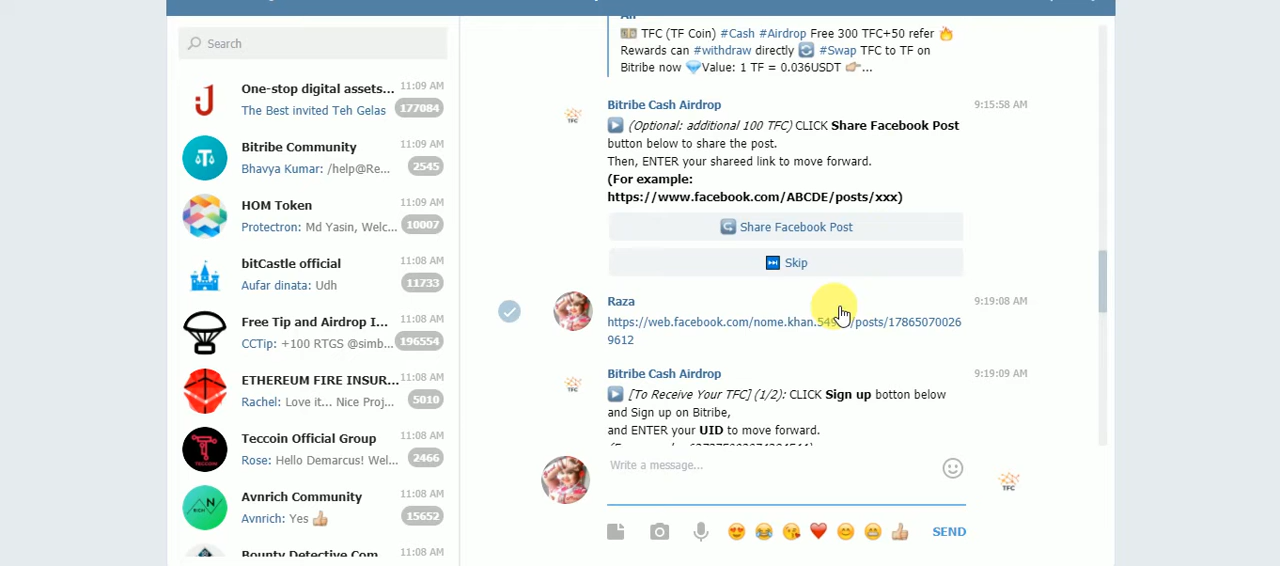 Search
One-stop digital assets... 11:09 AM
The Best invited Teh Gelas 177084
Bitribe Community 11:09 AM
Bhavya Kumar: /help@Re... 2545
HOM Token 11:09 AM
Protectron: Md Yasin, Welc... 10007
bitCastle official 11:08 AM
Aufar dinata: Udh 11733
Free Tip and Airdrop I... 11:08 AM
CCTip: +100 RTGS @simb... 196554
ETHEREUM FIRE INSUR... 11:08 AM
Rachel: Love it... Nice Proj... 5010
Teccoin Official Group 11:08 AM
Rose: Hello Demarcus! Wel... 2466
Avnrich Community 11:08 AM
Avnrich: Yes 👍 15652
Bounty Detective Com 11:08 AM
TFC (TF Coin) #Cash #Airdrop Free 300 TFC+50 refer 🔥
Rewards can #withdraw directly 🔄 #Swap TFC to TF on
Bitribe now 💎Value: 1 TF = 0.036USDT 👉...
Bitribe Cash Airdrop 9:15:58 AM
TFC
▶ (Optional: additional 100 TFC) CLICK Share Facebook Post
button below to share the post.
Then, ENTER your shareed link to move forward.
(For example:
https://www.facebook.com/ABCDE/posts/xxx)
Share Facebook Post
Skip
Raza 9:19:08 AM
https://web.facebook.com/nome.khan. /posts/17865070026
9612
Bitribe Cash Airdrop 9:19:09 AM
TFC
▶ [To Receive Your TFC] (1/2): CLICK Sign up botton below
and Sign up on Bitribe,
and ENTER your UID to move forward.
Write a message...
TFC
SEND